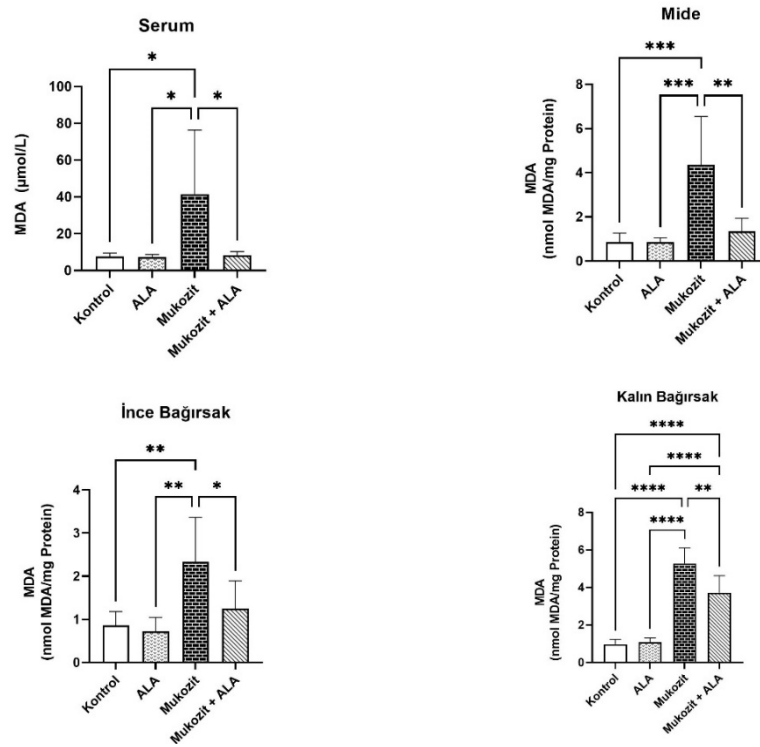 Serum
*
*
*
MDA (µmol/L)
100
80
60
40
20
0
Kontrol
ALA
Mukozit
Mukozit + ALA
Mide
***
***
**
MDA
(nmol MDA/mg Protein)
8
6
4
2
0
Kontrol
ALA
Mukozit
Mukozit + ALA
İnce Bağırsak
**
**
*
MDA
(nmol MDA/mg Protein)
4
3
2
1
0
Kontrol
ALA
Mukozit
Mukozit + ALA
Kalın Bağırsak
****
****
****
**
****
MDA
(nmol MDA/mg Protein)
8
6
4
2
0
Kontrol
ALA
Mukozit
Mukozit + ALA